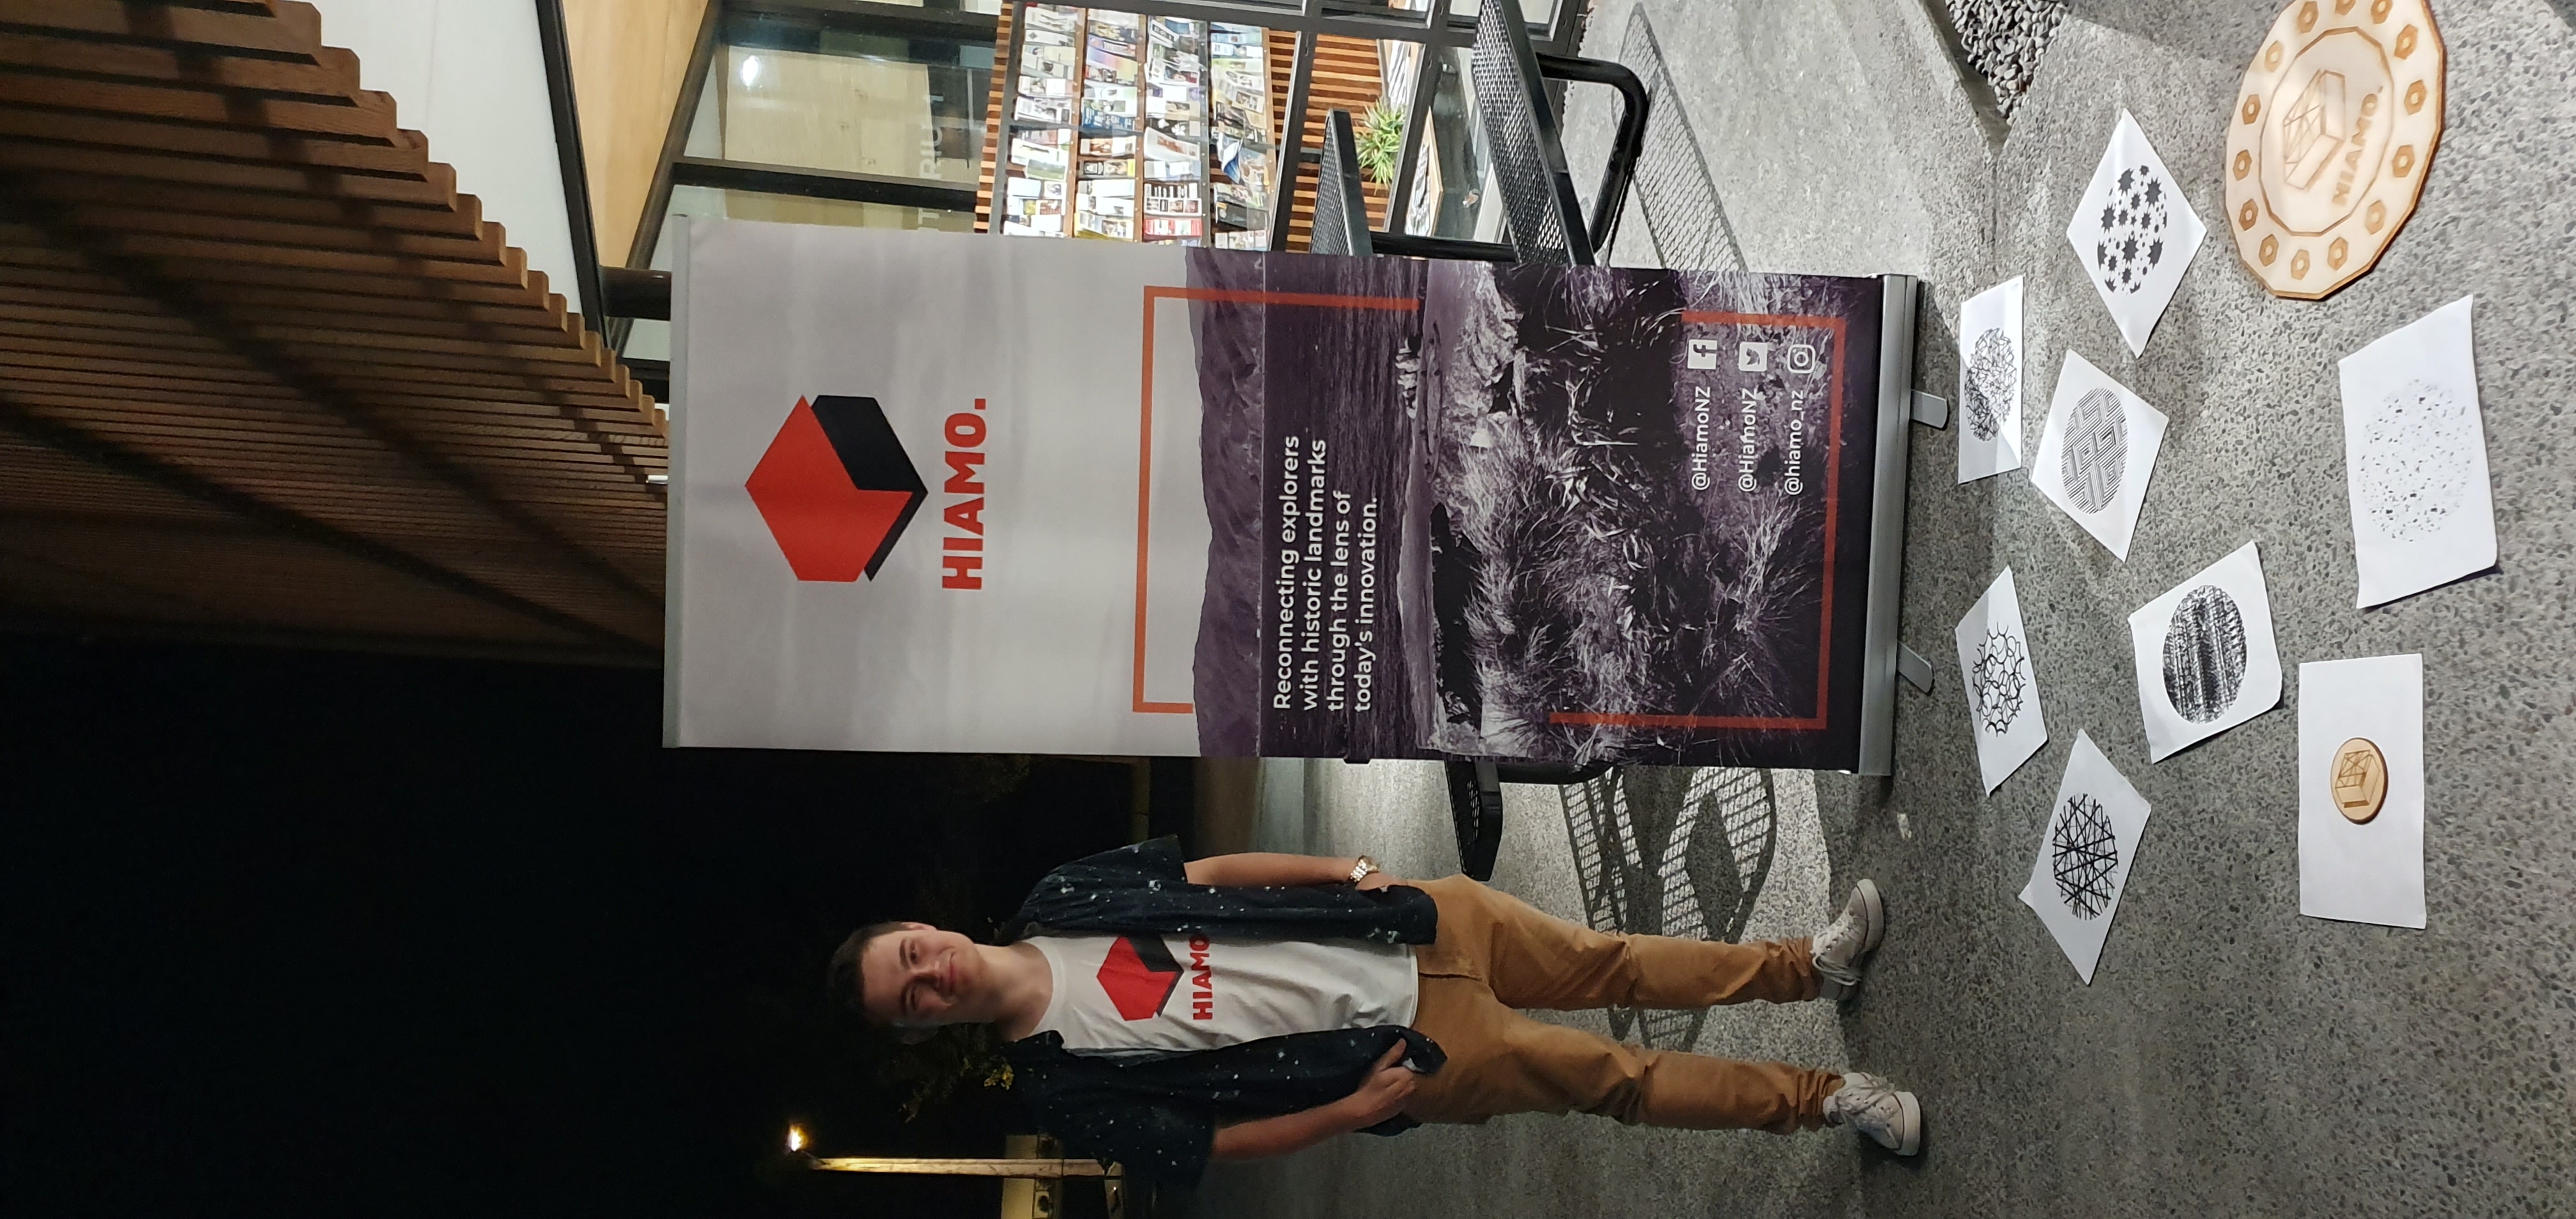 HIAMO.
HIAMO
Reconnecting explorers
with historic landmarks
through the lens of
today's innovation.
@HiamoNZ
@HiamoNZ
@hiamo_nz
HIAMO.